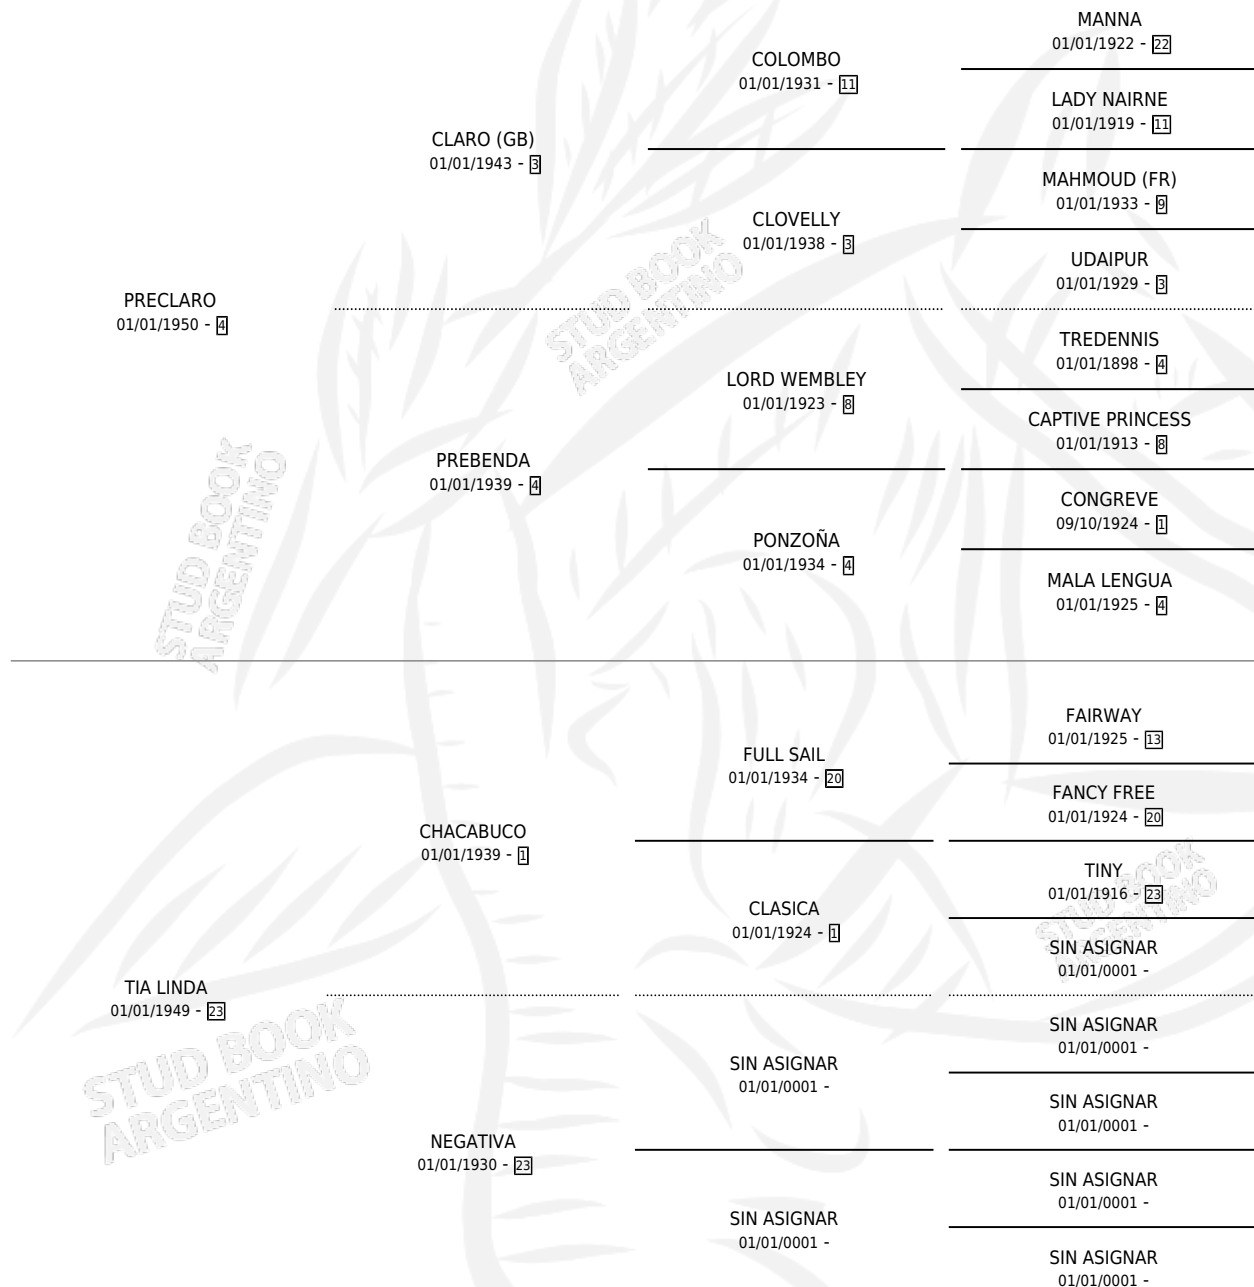 MANNA
01/01/1922 - 22
COLOMBO
01/01/1931 - 11
LADY NAIRNE
01/01/1919 - 11
CLARO (GB)
01/01/1943 - 3
MAHMOUD (FR)
01/01/1933 - 9
CLOVELLY
01/01/1938 - 3
UDAIPUR
01/01/1929 - 3
PRECLARO
01/01/1950 - 4
TREDENNIS
01/01/1898 - 4
LORD WEMBLEY
01/01/1923 - 8
CAPTIVE PRINCESS
01/01/1913 - 8
PREBENDA
01/01/1939 - 4
CONGREVE
09/10/1924 - 1
PONZOÑA
01/01/1934 - 4
MALA LENGUA
01/01/1925 - 4
STUD BOOK
ARGENTINO
STUD BOOK
ARGENTINO
FAIRWAY
01/01/1925 - 13
FULL SAIL
01/01/1934 - 20
FANCY FREE
01/01/1924 - 20
CHACABUCO
01/01/1939 - 1
TINY
01/01/1916 - 23
CLASICA
01/01/1924 - 1
SIN ASIGNAR
01/01/0001 -
TIA LINDA
01/01/1949 - 23
SIN ASIGNAR
01/01/0001 -
SIN ASIGNAR
01/01/0001 -
SIN ASIGNAR
01/01/0001 -
NEGATIVA
01/01/1930 - 23
SIN ASIGNAR
01/01/0001 -
SIN ASIGNAR
01/01/0001 -
SIN ASIGNAR
01/01/0001 -
STUD BOOK
ARGENTINO
STUD BOOK
ARGENTINO